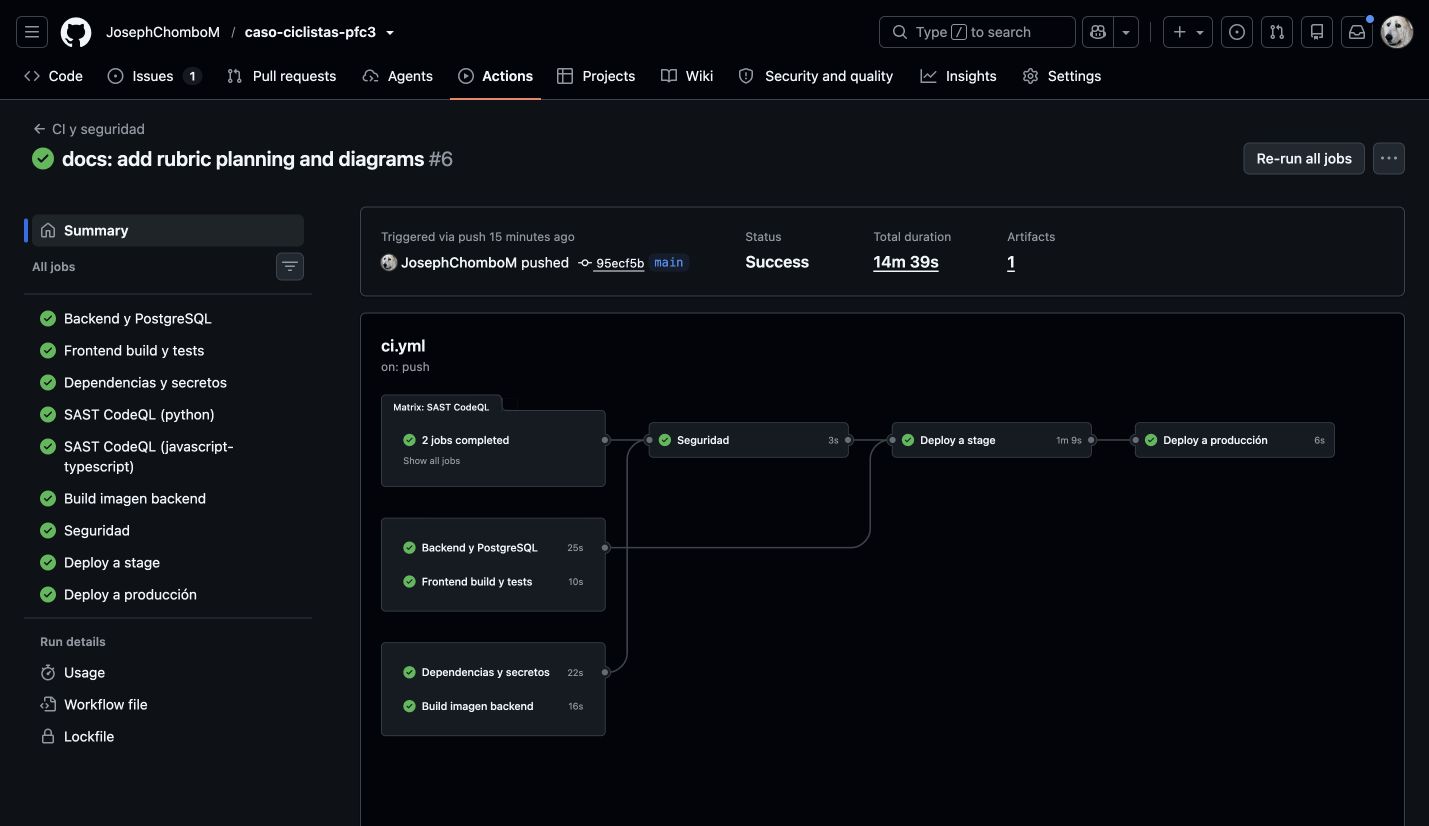 JosephChomboM / caso-ciclistas-pfc3
Type / to search
Code
Issues 1
Pull requests
Agents
Actions
Projects
Wiki
Security and quality
Insights
Settings
CI y seguridad
docs: add rubric planning and diagrams #6
Re-run all jobs
Summary
All jobs
Backend y PostgreSQL
Frontend build y tests
Dependencias y secretos
SAST CodeQL (python)
SAST CodeQL (javascript-
typescript)
Build imagen backend
Seguridad
Deploy a stage
Deploy a producción
Run details
Usage
Workflow file
Lockfile
Triggered via push 15 minutes ago
JosephChomboM pushed 95ecf5b main
Status
Success
Total duration
14m 39s
Artifacts
1
ci.yml
on: push
Matrix: SAST CodeQL
2 jobs completed
Show all jobs
Seguridad 3s
Deploy a stage 1m 9s
Deploy a producción 6s
Backend y PostgreSQL 25s
Frontend build y tests 10s
Dependencias y secretos 22s
Build imagen backend 16s